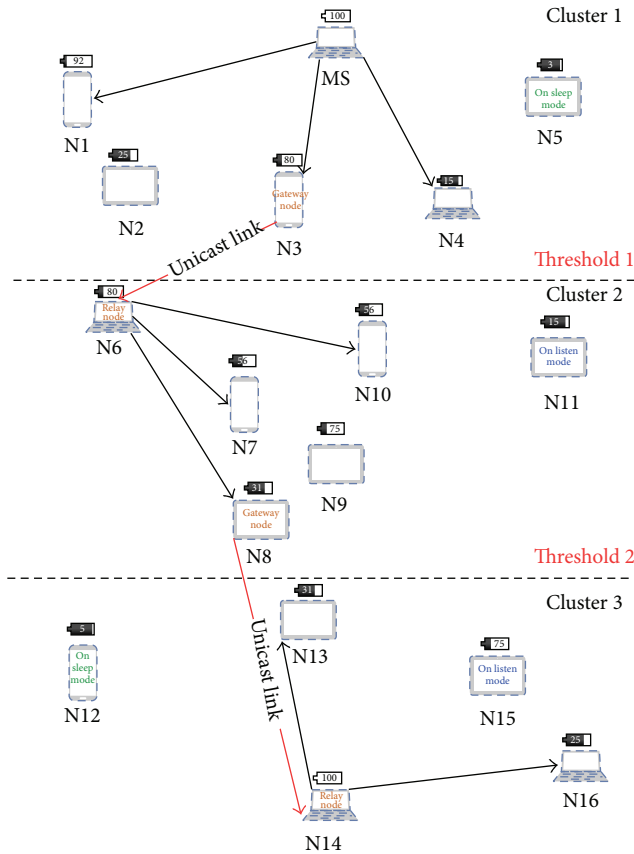 100
Cluster 1
MS
92
N1
3
On sleep
mode
N5
25
N2
80
Gateway
node
N3
15
N4
Unicast link
Threshold 1
Cluster 2
80
Relay
node
N6
56
N10
15
On listen
mode
N11
56
N7
75
N9
31
Gateway
node
N8
Threshold 2
Cluster 3
31
N13
Unicast link
5
On
sleep
mode
N12
75
On listen
mode
N15
25
N16
100
Relay
node
N14